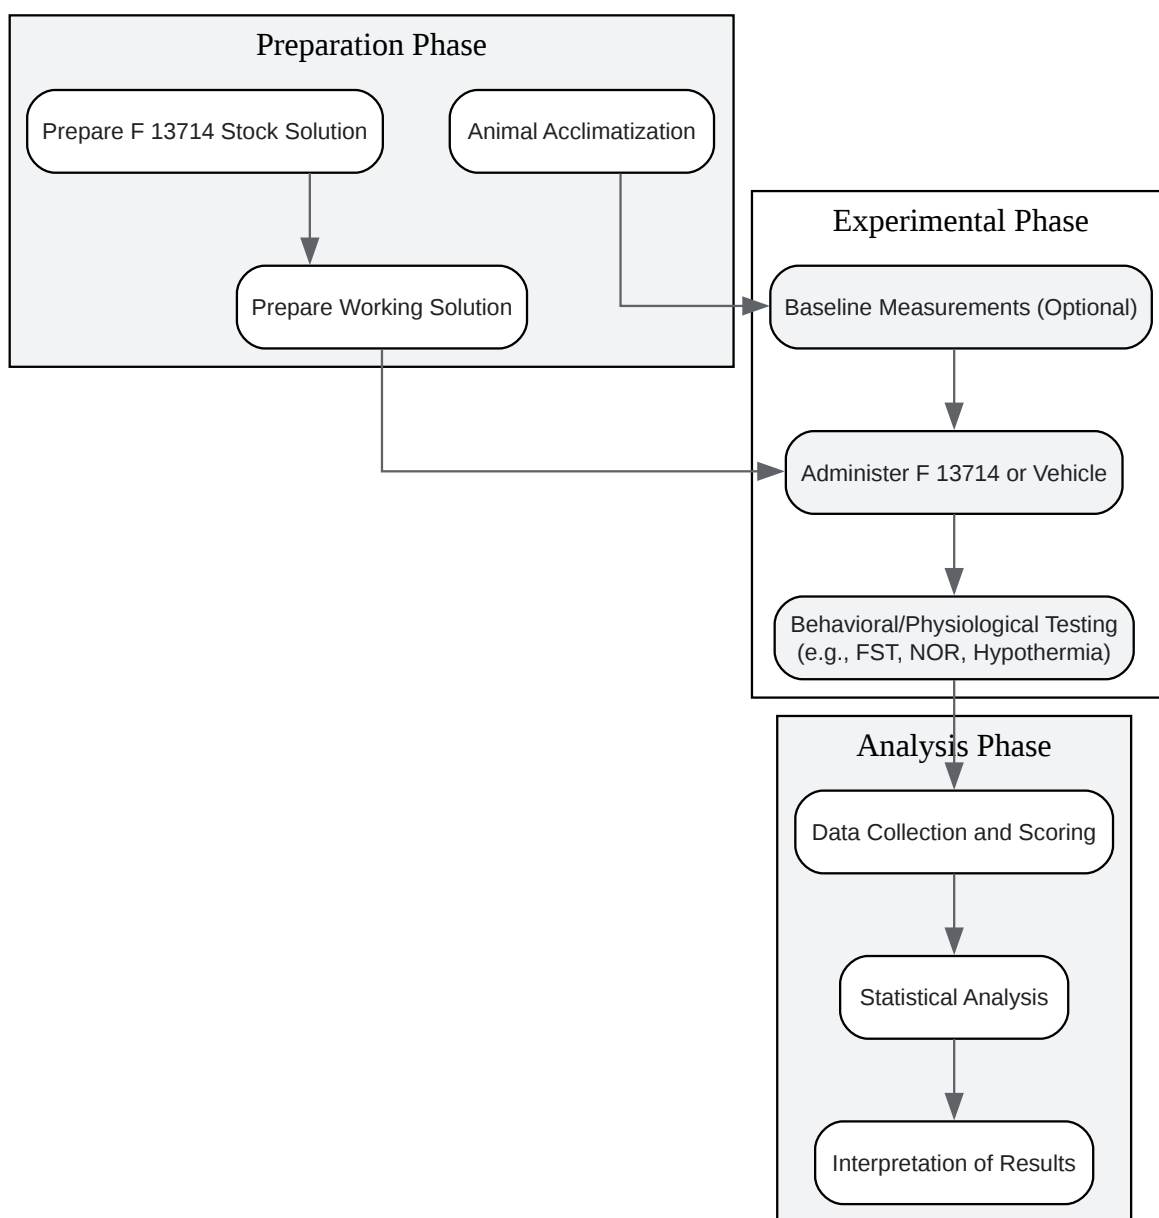 Preparation Phase
Prepare F 13714 Stock Solution
Animal Acclimatization
Prepare Working Solution
Experimental Phase
Baseline Measurements (Optional)
Administer F 13714 or Vehicle
Behavioral/Physiological Testing
(e.g., FST, NOR, Hypothermia)
Analysis Phase
Data Collection and Scoring
Statistical Analysis
Interpretation of Results